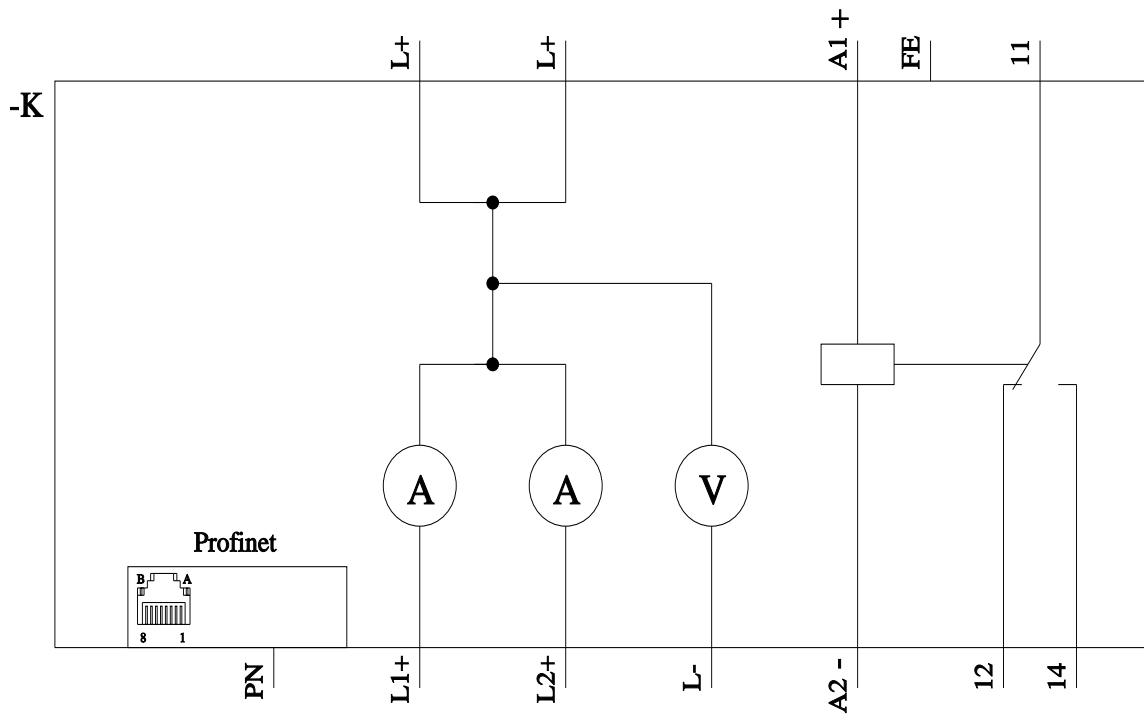 L+
L+
A1 +
FE
11
-K
A
A
V
Profinet
B
A
8
1
PN
L1+
L2+
L-
A2 -
12
14